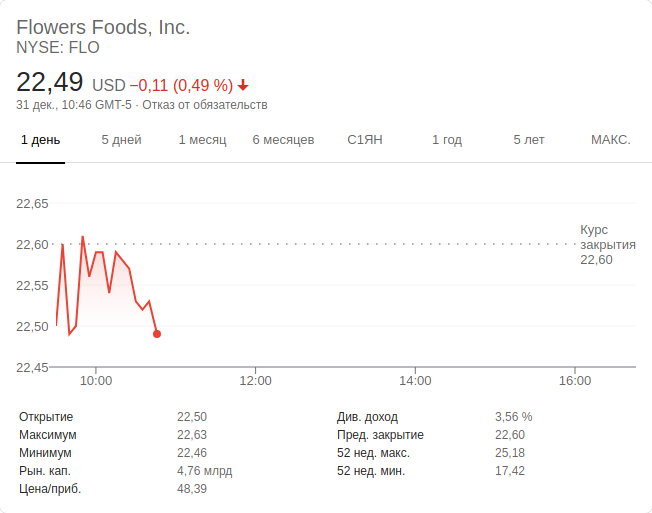 Flowers Foods, Inc.
NYSE: FLO
22,49 USD −0,11 (0,49 %)
31 дек., 10:46 GMT-5 · Отказ от обязательств
1 день 5 дней 1 месяц 6 месяцев С1ЯН 1 год 5 лет МАКС.
22,65
22,60
22,55
22,50
22,45
Курс
закрытия
22,60
10:00 12:00 14:00 16:00
Открытие 22,50
Максимум 22,63
Минимум 22,46
Рын. кап. 4,76 млрд
Цена/приб. 48,39
Див. доход 3,56 %
Пред. закрытие 22,60
52 нед. макс. 25,18
52 нед. мин. 17,42